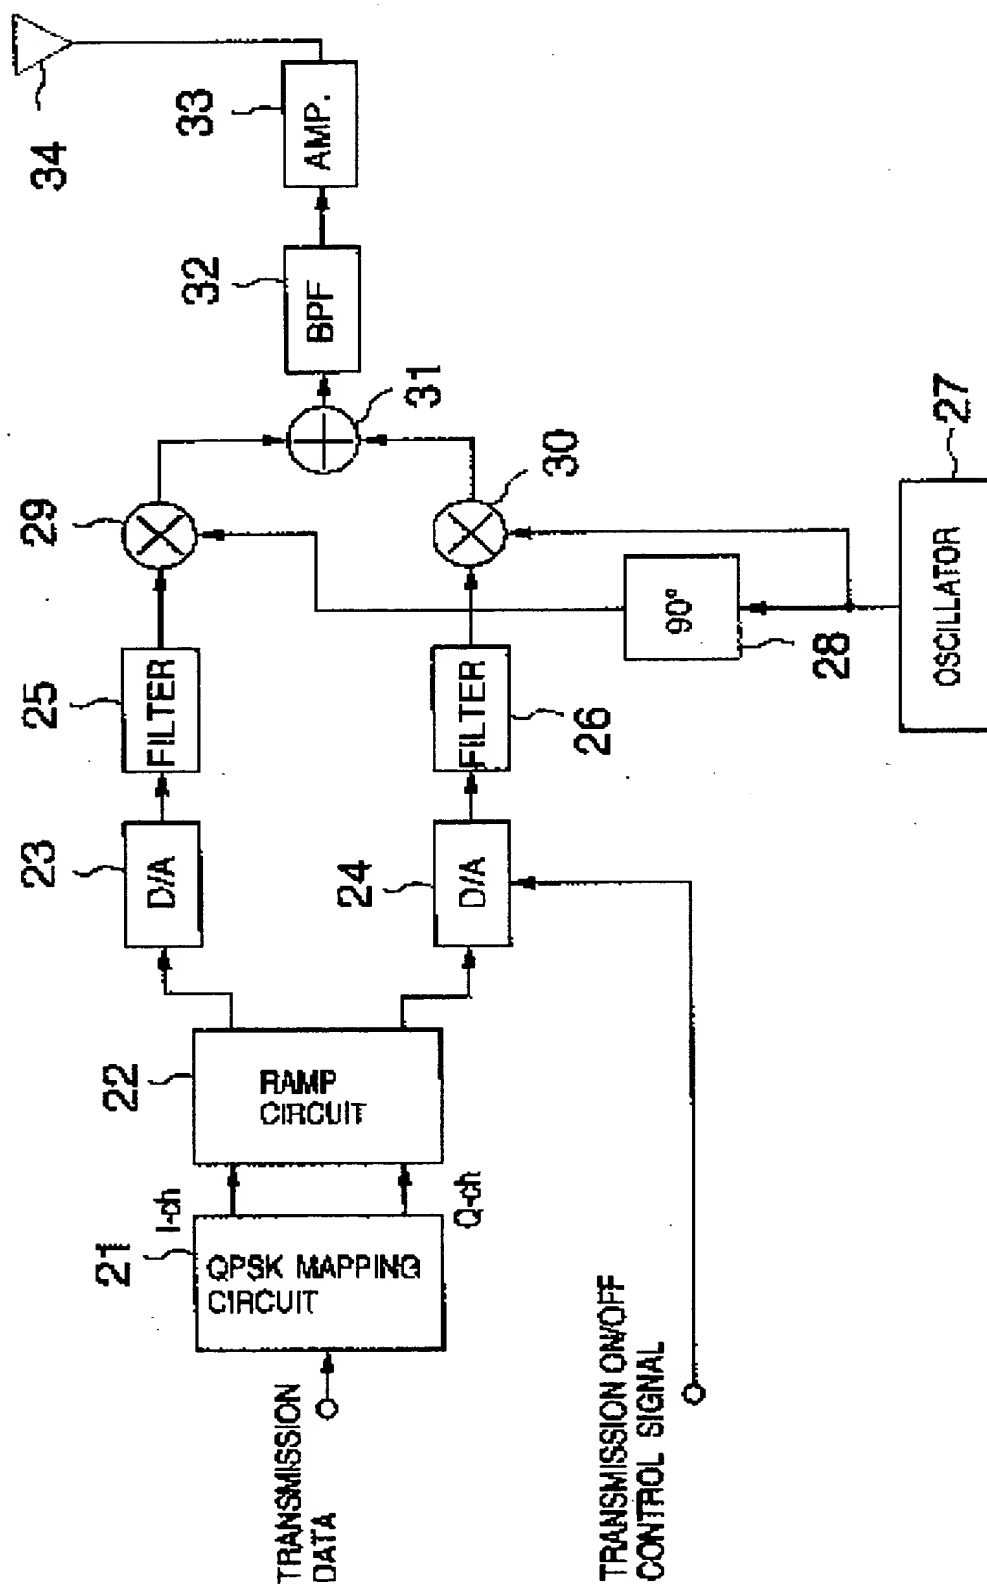 TRANSMISSION
DATA
21
QPSK MAPPING
CIRCUIT
I-ch
Q-ch
22
RAMP
CIRCUIT
23
D/A
24
D/A
25
FILTER
26
FILTER
29
30
31
32
BPF
33
AMP.
34
90°
28
OSCILLATOR
27
TRANSMISSION ON/OFF
CONTROL SIGNAL